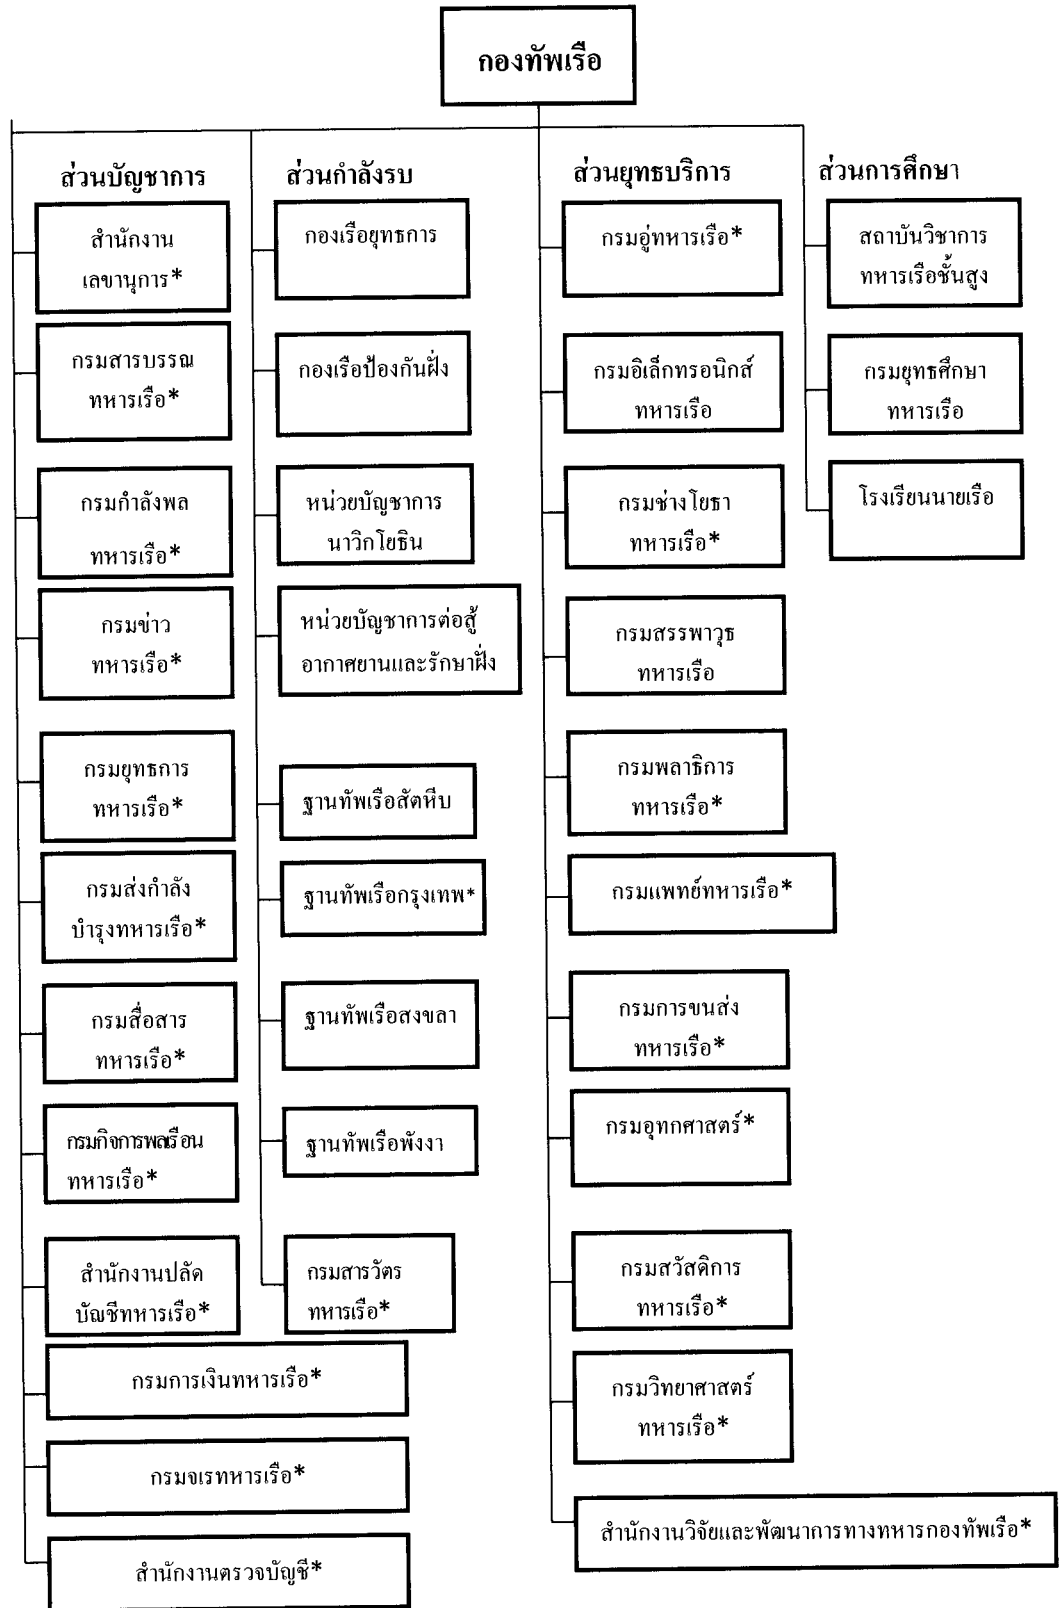 กองทัพเรือ
ส่วนบัญชาการ
สำนักงาน
เลขานุการ*
กรมสารบรรณ
ทหารเรือ*
กรมกำลังพล
ทหารเรือ*
กรมข่าว
ทหารเรือ*
กรมยุทธการ
ทหารเรือ*
กรมส่งกำลัง
บำรุงทหารเรือ*
กรมสื่อสาร
ทหารเรือ*
กรมกิจการพลเรือน
ทหารเรือ*
สำนักงานปลัด
บัญชีทหารเรือ*
กรมการเงินทหารเรือ*
กรมจเรทหารเรือ*
สำนักงานตรวจบัญชี*
ส่วนกำลังรบ
กองเรือยุทธการ
กองเรือป้องกันฝั่ง
หน่วยบัญชาการ
นาวิกโยธิน
หน่วยบัญชาการต่อสู้
อากาศยานและรักษาฝั่ง
ฐานทัพเรือสัตหีบ
ฐานทัพเรือกรุงเทพ*
ฐานทัพเรือสงขลา
ฐานทัพเรือพังงา
กรมสารวัตร
ทหารเรือ*
ส่วนยุทธบริการ
กรมอู่ทหารเรือ*
กรมอิเล็กทรอนิกส์
ทหารเรือ
กรมช่างโยธา
ทหารเรือ*
กรมสรรพาวุธ
ทหารเรือ
กรมพลาธิการ
ทหารเรือ*
กรมแพทย์ทหารเรือ*
กรมการขนส่ง
ทหารเรือ*
กรมอุทกศาสตร์*
กรมสวัสดิการ
ทหารเรือ*
กรมวิทยาศาสตร์
ทหารเรือ*
สำนักงานวิจัยและพัฒนาการทางทหารกองทัพเรือ*
ส่วนการศึกษา
สถาบันวิชาการ
ทหารเรือชั้นสูง
กรมยุทธศึกษา
ทหารเรือ
โรงเรียนนายเรือ